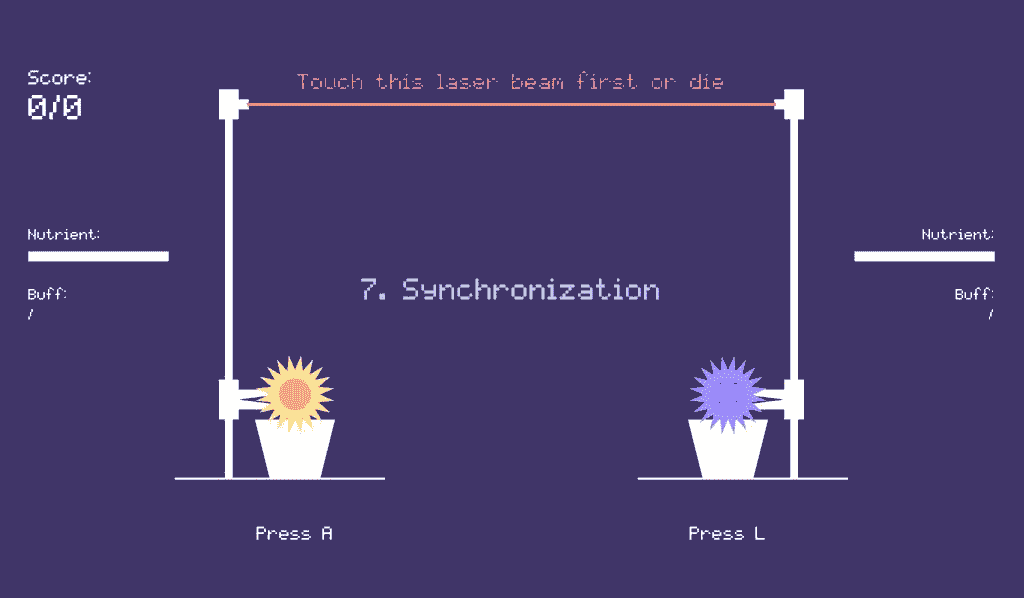 Score:
0/0
Touch this laser beam first or die
Nutrient:
Buff:
/
Nutrient:
Buff:
/
7. Synchronization
Press A
Press L